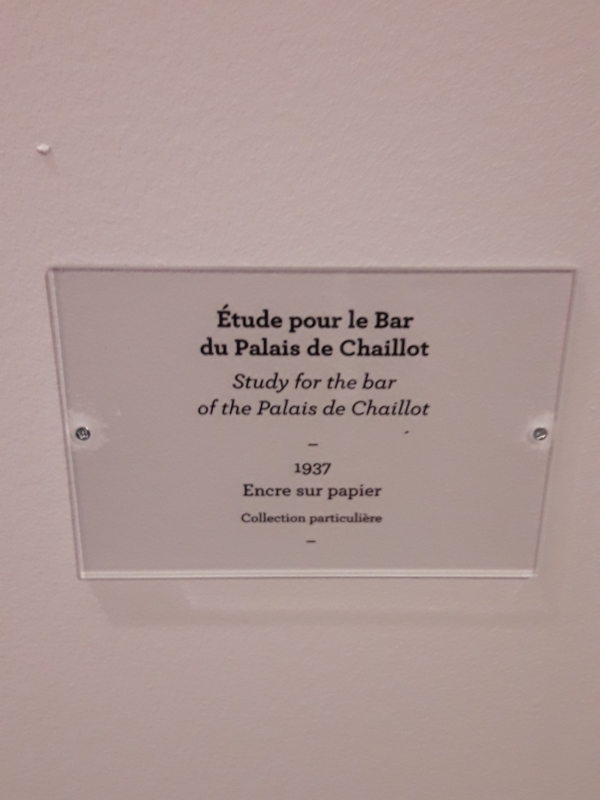 Étude pour le Bar
du Palais de Chaillot
Study for the bar
of the Palais de Chaillot
–
1937
Encre sur papier
Collection particulière
–